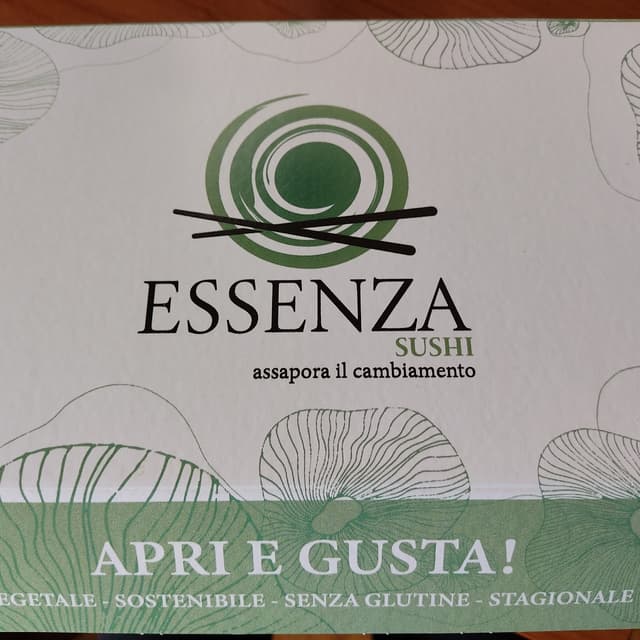 ESSENZA
SUSHI
assapora il cambiamento
APRI E GUSTA!
EGETALE - SOSTENIBILE - SENZA GLUTINE - STAGIONALE